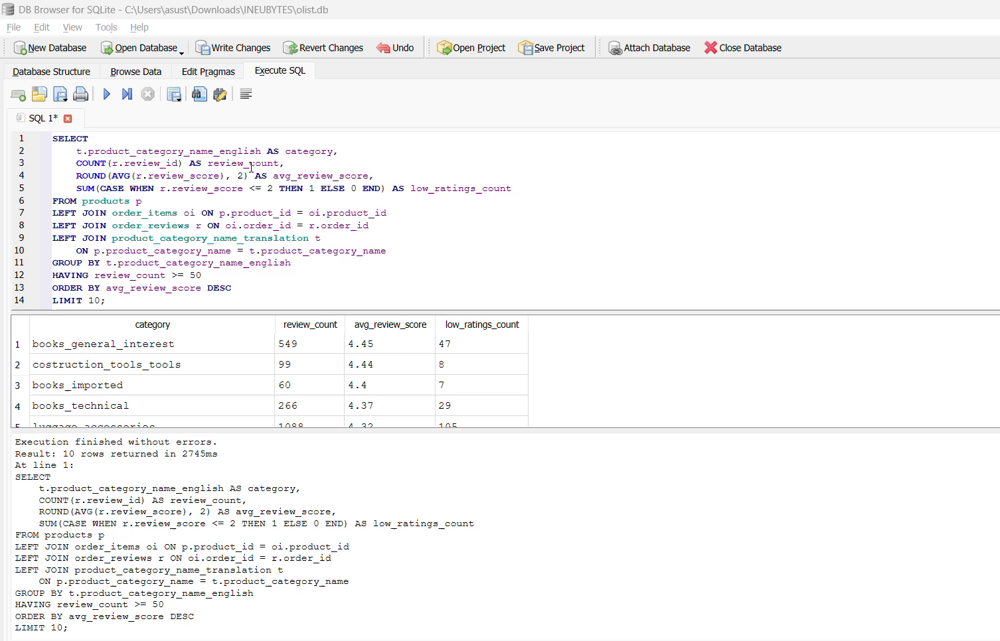 DB Browser for SQLite - C:\Users\asust\Downloads\INEUBYTES\olist.db
File Edit View Tools Help
New Database Open Database Write Changes Revert Changes Undo Open Project Save Project Attach Database Close Database
Database Structure Browse Data Edit Pragmas Execute SQL
SQL 1*
1 SELECT
2 t.product_category_name_english AS category,
3 COUNT(r.review_id) AS review_count,
4 ROUND(AVG(r.review_score), 2) AS avg_review_score,
5 SUM(CASE WHEN r.review_score <= 2 THEN 1 ELSE 0 END) AS low_ratings_count
6 FROM products p
7 LEFT JOIN order_items oi ON p.product_id = oi.product_id
8 LEFT JOIN order_reviews r ON oi.order_id = r.order_id
9 LEFT JOIN product_category_name_translation t
10 ON p.product_category_name = t.product_category_name
11 GROUP BY t.product_category_name_english
12 HAVING review_count >= 50
13 ORDER BY avg_review_score DESC
14 LIMIT 10;
category review_count avg_review_score low_ratings_count
1 books_general_interest 549 4.45 47
2 costruction_tools_tools 99 4.44 8
3 books_imported 60 4.4 7
4 books_technical 266 4.37 29
5 luggage_accessories 1088 4.32 105
Execution finished without errors.
Result: 10 rows returned in 2745ms
At line 1:
SELECT
t.product_category_name_english AS category,
COUNT(r.review_id) AS review_count,
ROUND(AVG(r.review_score), 2) AS avg_review_score,
SUM(CASE WHEN r.review_score <= 2 THEN 1 ELSE 0 END) AS low_ratings_count
FROM products p
LEFT JOIN order_items oi ON p.product_id = oi.product_id
LEFT JOIN order_reviews r ON oi.order_id = r.order_id
LEFT JOIN product_category_name_translation t
ON p.product_category_name = t.product_category_name
GROUP BY t.product_category_name_english
HAVING review_count >= 50
ORDER BY avg_review_score DESC
LIMIT 10;